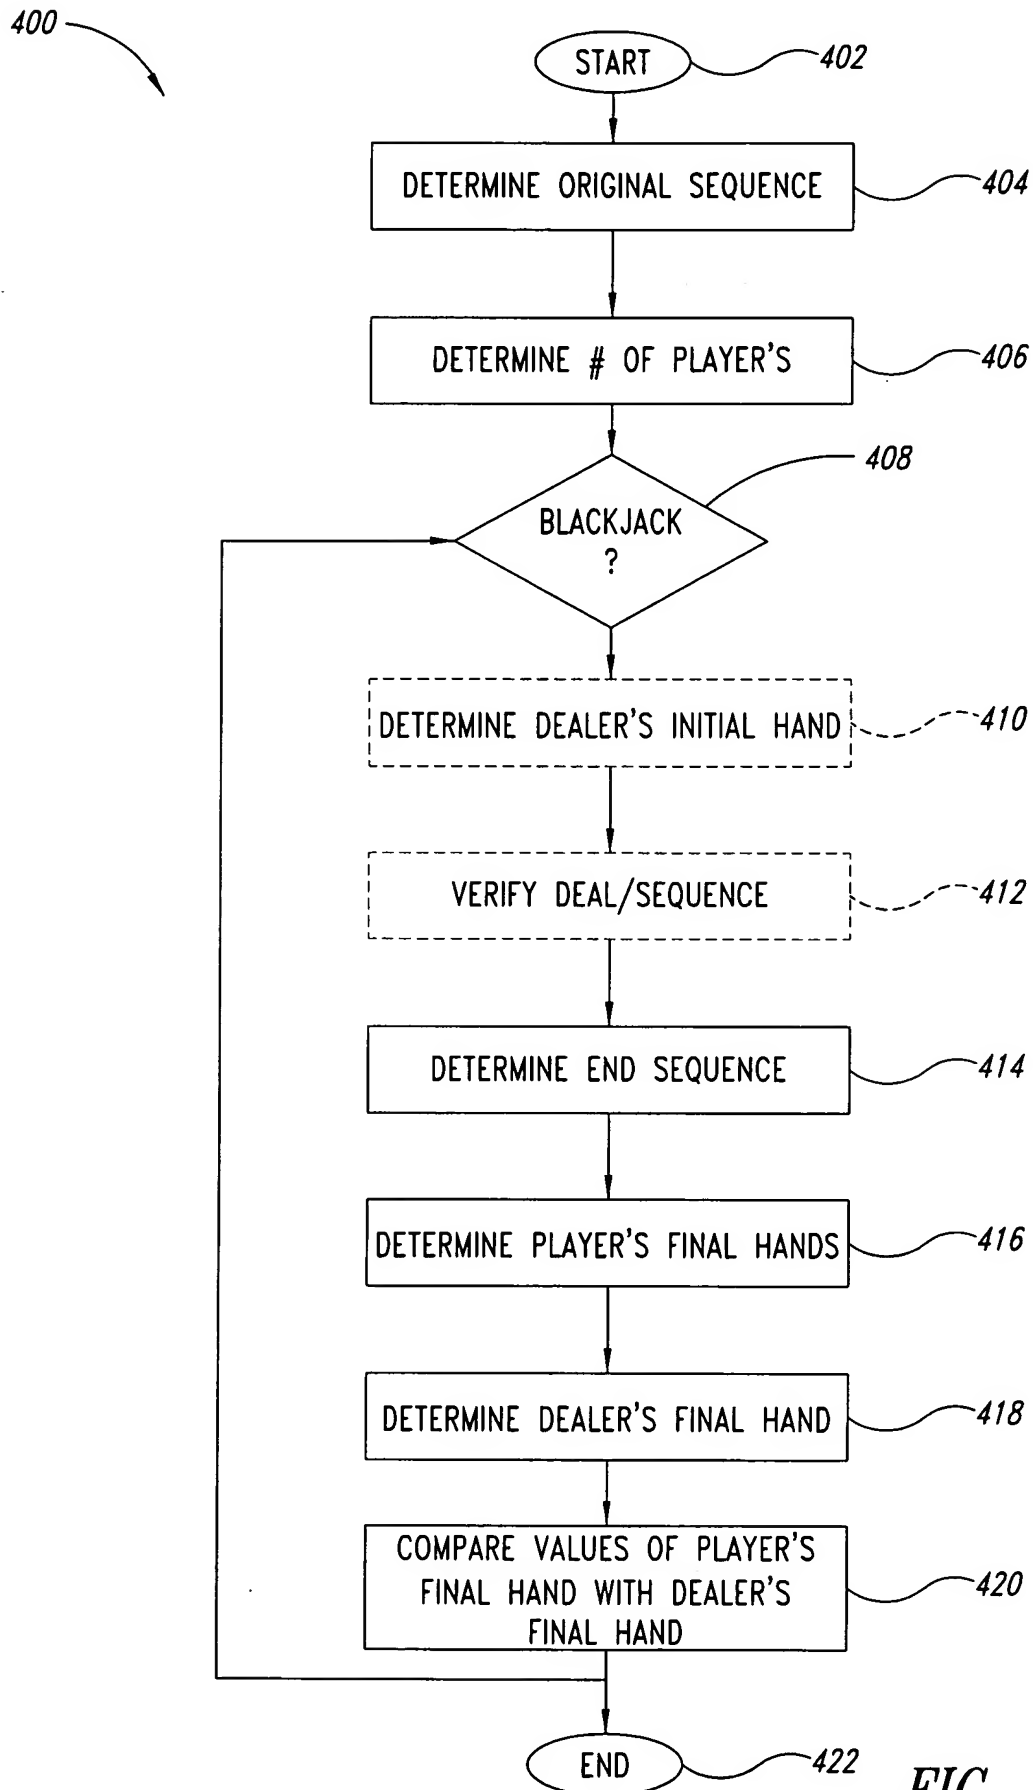 400
START
402
DETERMINE ORIGINAL SEQUENCE
404
DETERMINE # OF PLAYER'S
406
408
BLACKJACK
?
DETERMINE DEALER'S INITIAL HAND
410
VERIFY DEAL/SEQUENCE
412
DETERMINE END SEQUENCE
414
DETERMINE PLAYER'S FINAL HANDS
416
DETERMINE DEALER'S FINAL HAND
418
COMPARE VALUES OF PLAYER'S
FINAL HAND WITH DEALER'S
FINAL HAND
420
END
422
FIG